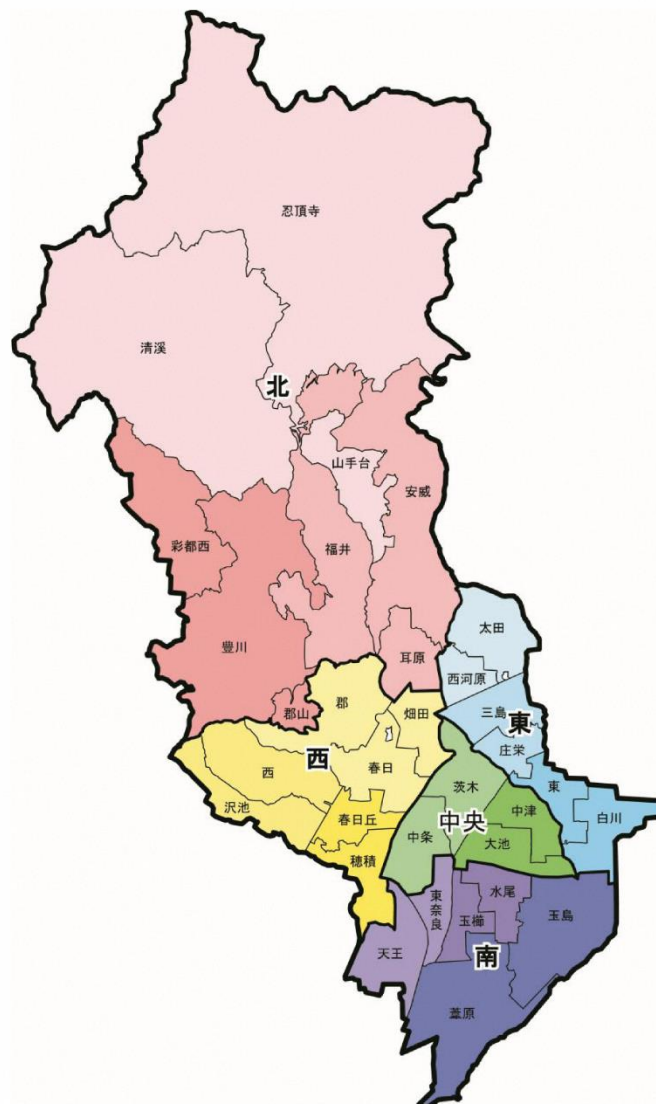 忍頂寺
清溪
北
山手台
安威
彩都西
福井
豊川
耳原
郡山
太田
西河原
三島
東
庄栄
東
白川
郡
畑田
西
西
春日
沢池
春日丘
穂積
茨木
中央
中津
中条
大池
東奈良
水尾
玉櫛
玉島
天王
南
葦原